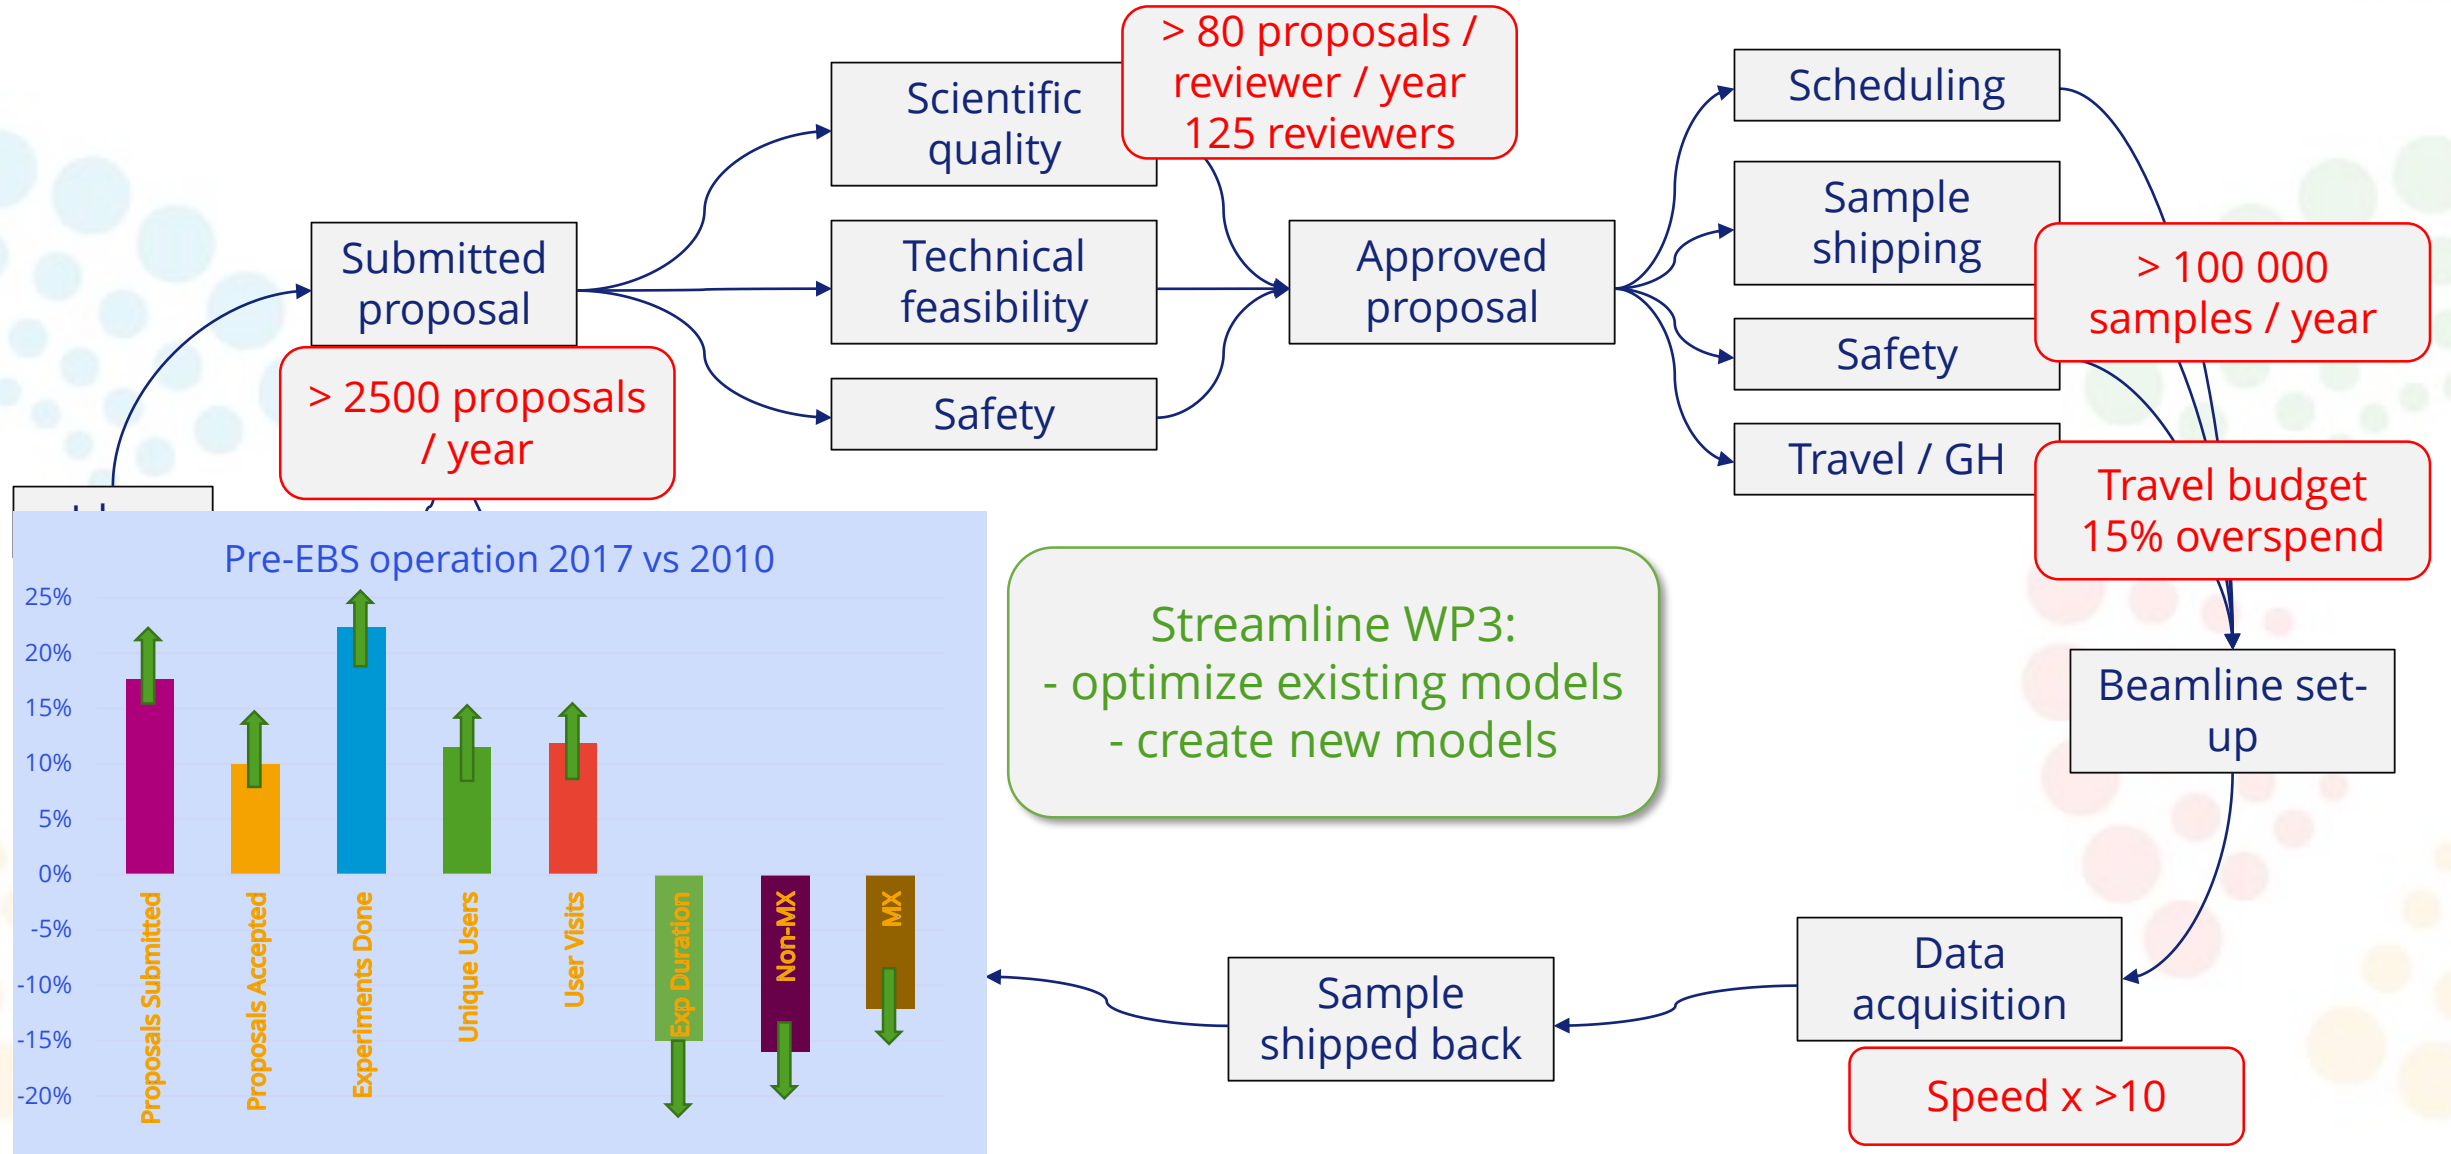 > 80 proposals /
reviewer / year
125 reviewers
Scientific
quality
Scheduling
Sample
shipping
Submitted
proposal
Technical
feasibility
Approved
proposal
> 100 000
samples / year
Safety
Safety
> 2500 proposals
/ year
Travel / GH
Travel budget
15% overspend
Pre-EBS operation 2017 vs 2010
25%
20%
15%
10%
5%
0%
-5%
-10%
-15%
-20%
Proposals Submitted
Proposals Accepted
Experiments Done
Unique Users
User Visits
Exp Duration
Non-MX
MX
Streamline WP3:
- optimize existing models
- create new models
Beamline set-
up
Data
acquisition
Sample
shipped back
Speed x >10